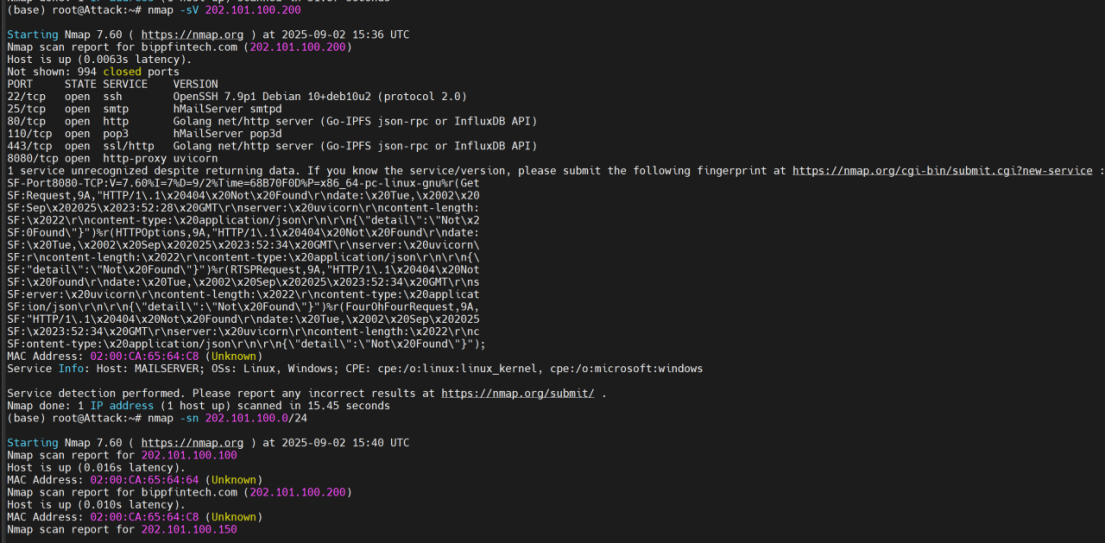 (base) root@Attack:~# nmap -sV 202.101.100.200
Starting Nmap 7.60 ( https://nmap.org ) at 2025-09-02 15:36 UTC
Nmap scan report for bippfintech.com (202.101.100.200)
Host is up (0.0063s latency).
Not shown: 994 closed ports
PORT     STATE SERVICE    VERSION
22/tcp   open  ssh        OpenSSH 7.9p1 Debian 10+deb10u2 (protocol 2.0)
25/tcp   open  smtp       hMailServer smtpd
80/tcp   open  http       Golang net/http server (Go-IPFS json-rpc or InfluxDB API)
110/tcp  open  pop3       hMailServer pop3d
443/tcp  open  ssl/http   Golang net/http server (Go-IPFS json-rpc or InfluxDB API)
8080/tcp open  http-proxy uvicorn
1 service unrecognized despite returning data. If you know the service/version, please submit the following fingerprint at https://nmap.org/cgi-bin/submit.cgi?new-service :
SF-Port8080-TCP:V=7.60%I=7%D=9/2%Time=68B70F0D%P=x86_64-pc-linux-gnu%r(Get
SF:Request,9A,"HTTP/1\.1\x20404\x20Not\x20Found\r\ndate:\x20Tue,\x2002\x20
SF:Sep\x202025\x2023:52:28\x20GMT\r\nserver:\x20uvicorn\r\ncontent-length:
SF:\x2022\r\ncontent-type:\x20application/json\r\n\r\n{\"detail\":\"Not\x2
SF:0Found\"}")%r(HTTPOptions,9A,"HTTP/1\.1\x20404\x20Not\x20Found\r\ndate:
SF:\x20Tue,\x2002\x20Sep\x202025\x2023:52:34\x20GMT\r\nserver:\x20uvicorn\
SF:r\ncontent-length:\x2022\r\ncontent-type:\x20application/json\r\n\r\n{\
SF:"detail\":\"Not\x20Found\"}")%r(RTSPRequest,9A,"HTTP/1\.1\x20404\x20Not
SF:\x20Found\r\ndate:\x20Tue,\x2002\x20Sep\x202025\x2023:52:34\x20GMT\r\ns
SF:erver:\x20uvicorn\r\ncontent-length:\x2022\r\ncontent-type:\x20applicat
SF:ion/json\r\n\r\n{\"detail\":\"Not\x20Found\"}")%r(FourOhFourRequest,9A,
SF:"HTTP/1\.1\x20404\x20Not\x20Found\r\ndate:\x20Tue,\x2002\x20Sep\x202025
SF:\x2023:52:34\x20GMT\r\nserver:\x20uvicorn\r\ncontent-length:\x2022\r\nc
SF:ontent-type:\x20application/json\r\n\r\n{\"detail\":\"Not\x20Found\"}");
MAC Address: 02:00:CA:65:64:C8 (Unknown)
Service Info: Host: MAILSERVER; OSs: Linux, Windows; CPE: cpe:/o:linux:linux_kernel, cpe:/o:microsoft:windows
Service detection performed. Please report any incorrect results at https://nmap.org/submit/ .
Nmap done: 1 IP address (1 host up) scanned in 15.45 seconds
(base) root@Attack:~# nmap -sn 202.101.100.0/24
Starting Nmap 7.60 ( https://nmap.org ) at 2025-09-02 15:40 UTC
Nmap scan report for 202.101.100.100
Host is up (0.016s latency).
MAC Address: 02:00:CA:65:64:64 (Unknown)
Nmap scan report for bippfintech.com (202.101.100.200)
Host is up (0.010s latency).
MAC Address: 02:00:CA:65:64:C8 (Unknown)
Nmap scan report for 202.101.100.150